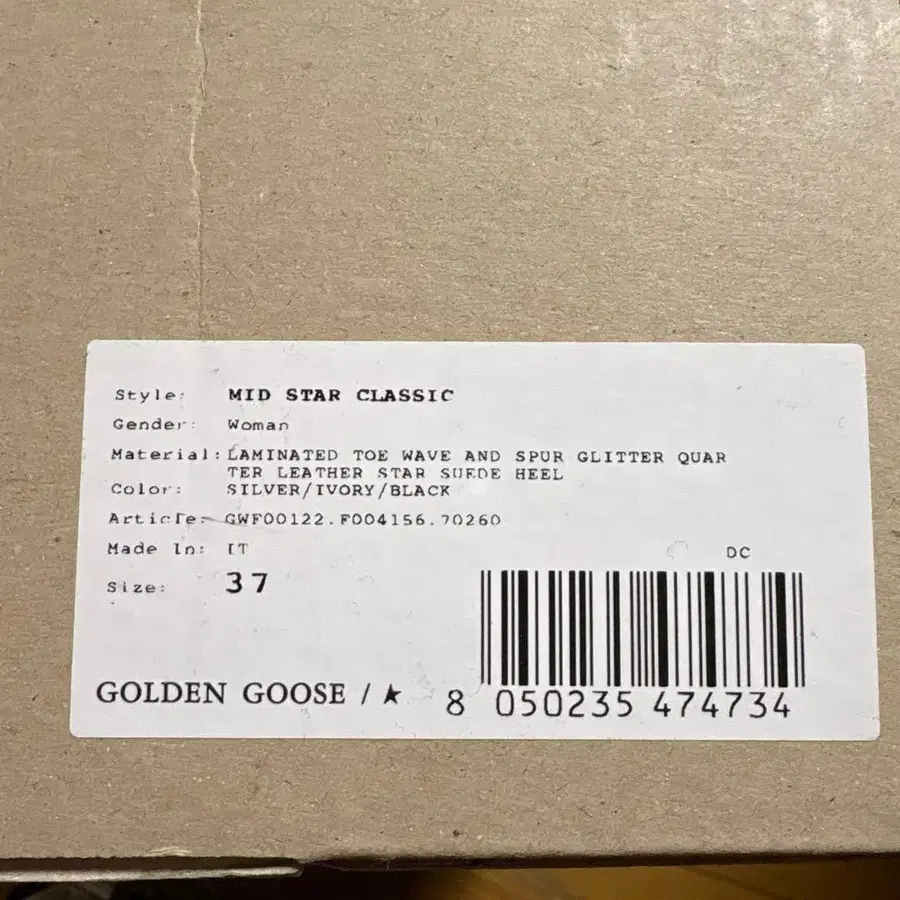 Style: MID STAR CLASSIC
Gender: Woman
Material: LAMINATED TOE WAVE AND SPUR GLITTER QUAR
TER LEATHER STAR SUEDE HEEL
Color: SILVER/IVORY/BLACK
Article: GWF00122.F004156.70260
Made In: IT
DC
Size: 37
GOLDEN GOOSE / ★
8 050235 474734